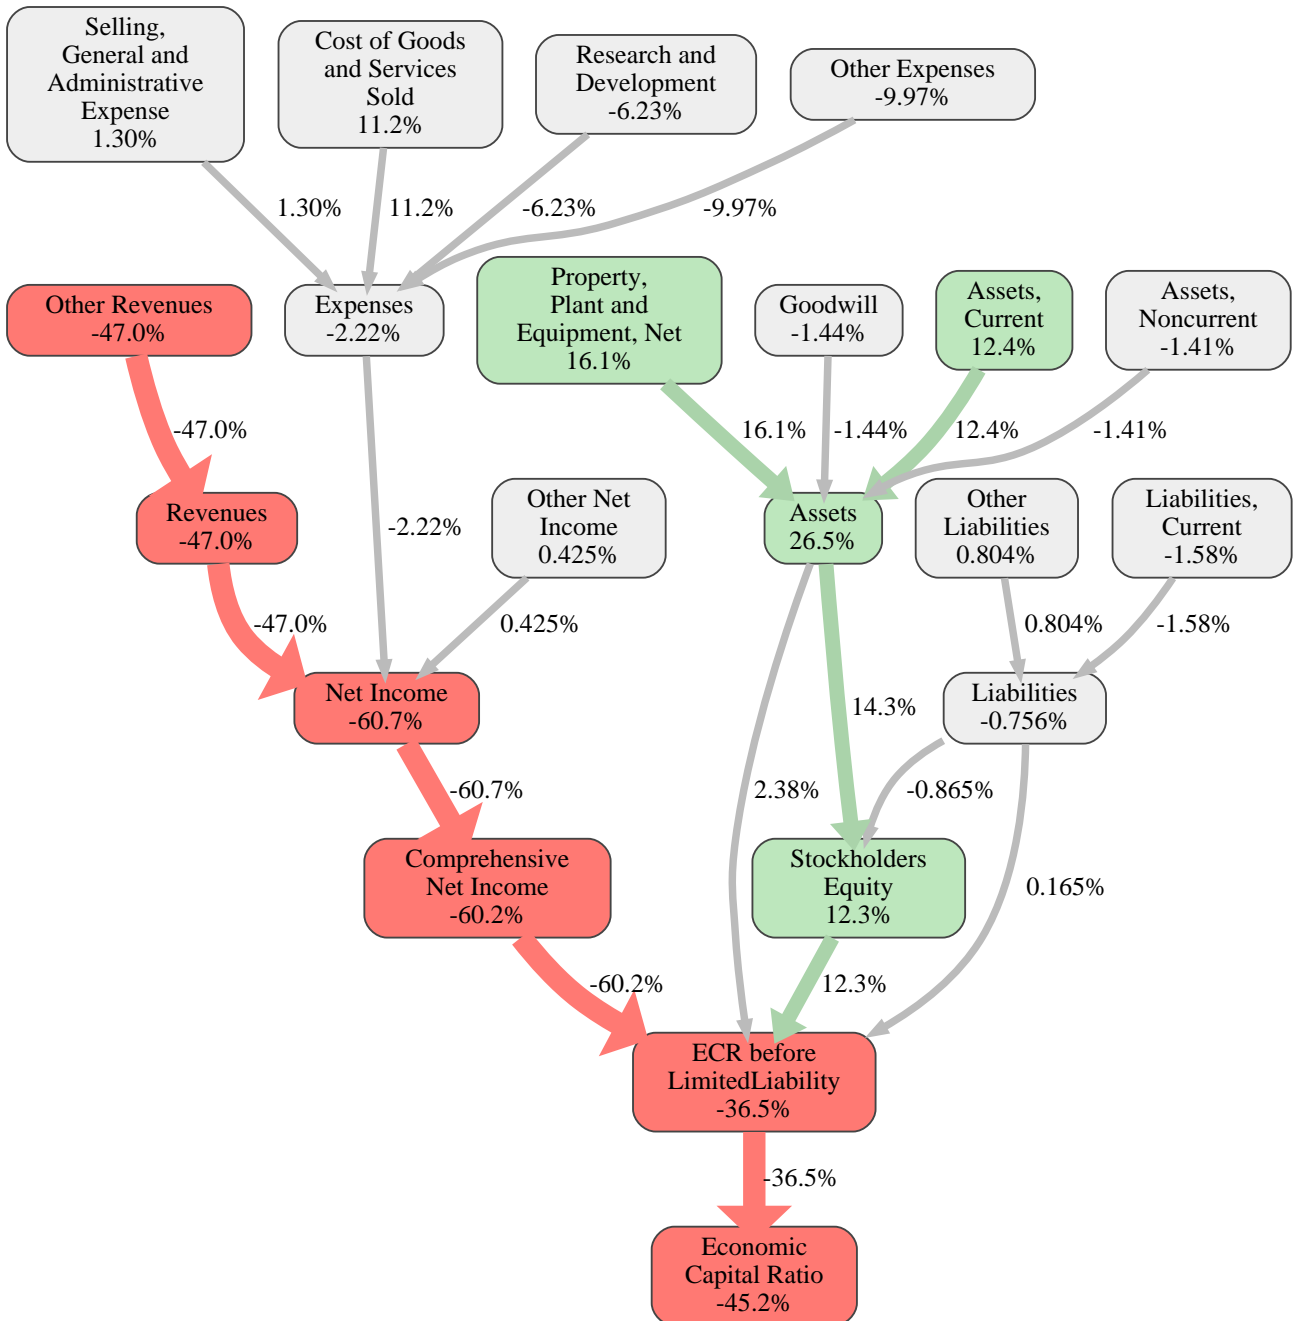 Selling,
General and
Administrative
Expense
1.30%
Cost of Goods
and Services
Sold
11.2%
Research and
Development
-6.23%
Other Expenses
-9.97%
1.30%
11.2%
-6.23%
-9.97%
Other Revenues
-47.0%
Expenses
-2.22%
Property,
Plant and
Equipment, Net
16.1%
Goodwill
-1.44%
Assets,
Current
12.4%
Assets,
Noncurrent
-1.41%
-47.0%
16.1%
-1.44%
12.4%
-1.41%
Revenues
-47.0%
-2.22%
Other Net
Income
0.425%
Assets
26.5%
Other
Liabilities
0.804%
Liabilities,
Current
-1.58%
-47.0%
0.425%
0.804%
-1.58%
Net Income
-60.7%
14.3%
Liabilities
-0.756%
-60.7%
2.38%
-0.865%
Comprehensive
Net Income
-60.2%
Stockholders
Equity
12.3%
0.165%
-60.2%
12.3%
ECR before
LimitedLiability
-36.5%
-36.5%
Economic
Capital Ratio
-45.2%